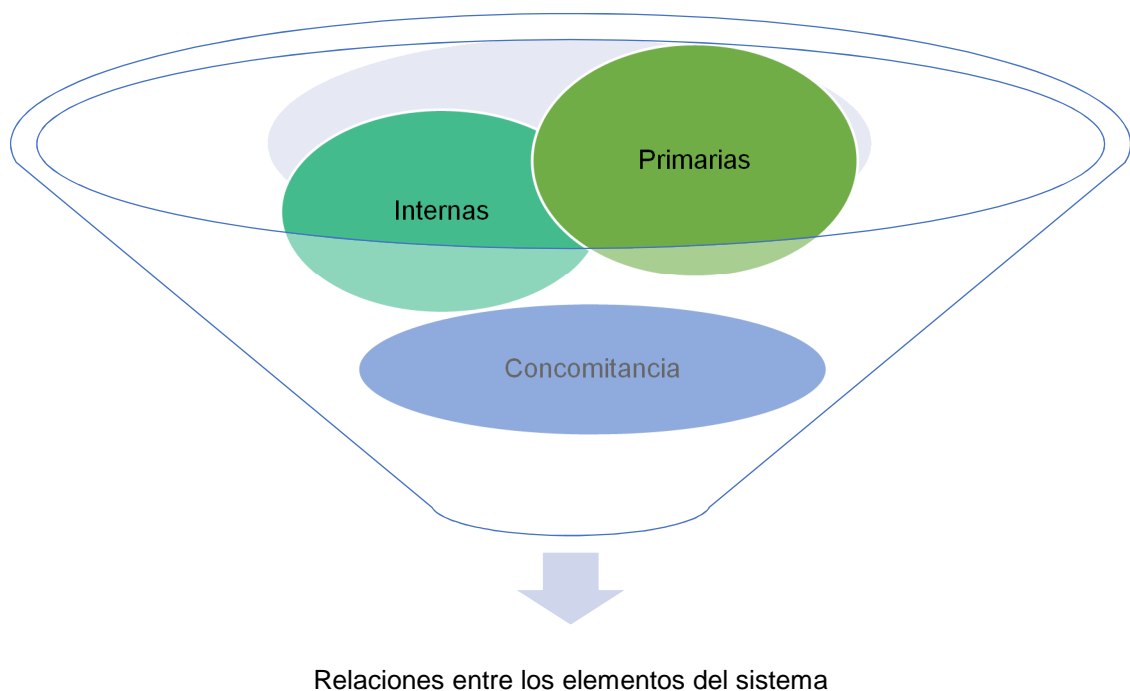 Primarias
Internas
Concomitancia
Relaciones entre los elementos del sistema